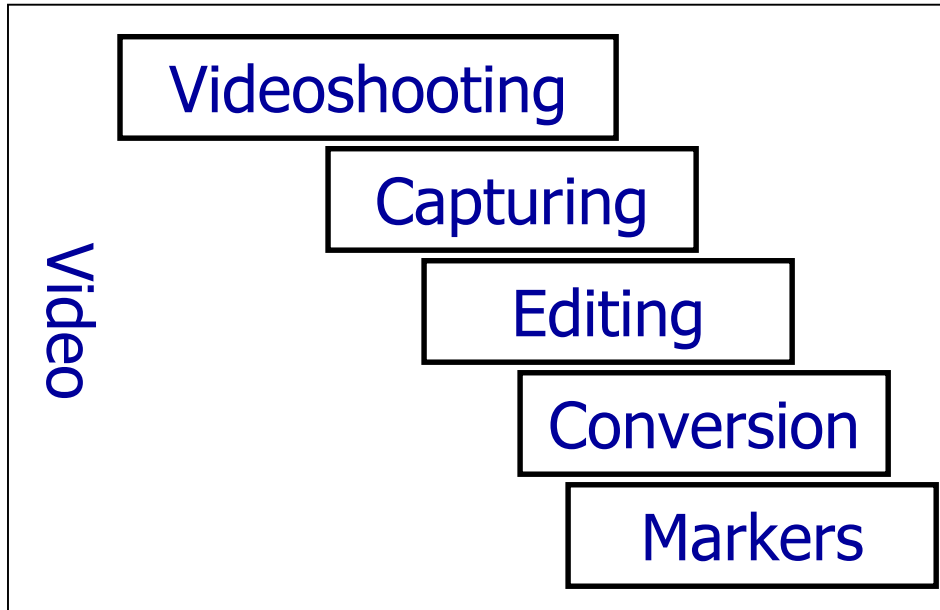 Videoshooting
Capturing
Video
Editing
Conversion
Markers